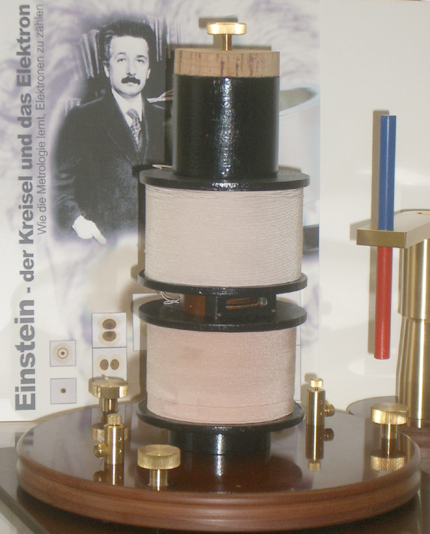 Einstein - der Kreisel und das Elektron
Wie die Metrologie lernt, Elektronen zu zählen